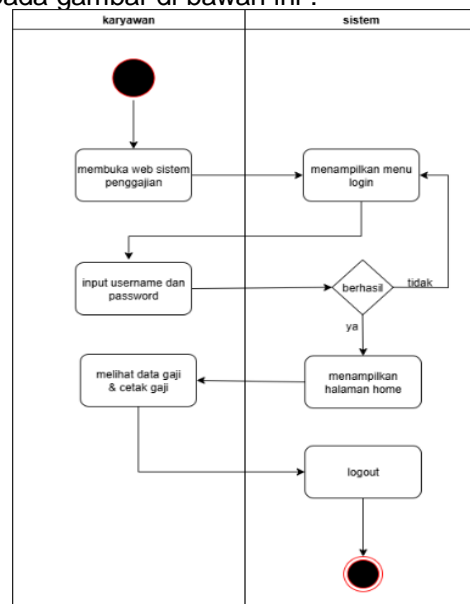 pada gambar di bawah ini :
karyawan
sistem
membuka web sistem
penggajian
menampilkan menu
login
input username dan
password
berhasil
tidak
ya
melihat data gaji
& cetak gaji
menampilkan
halaman home
logout